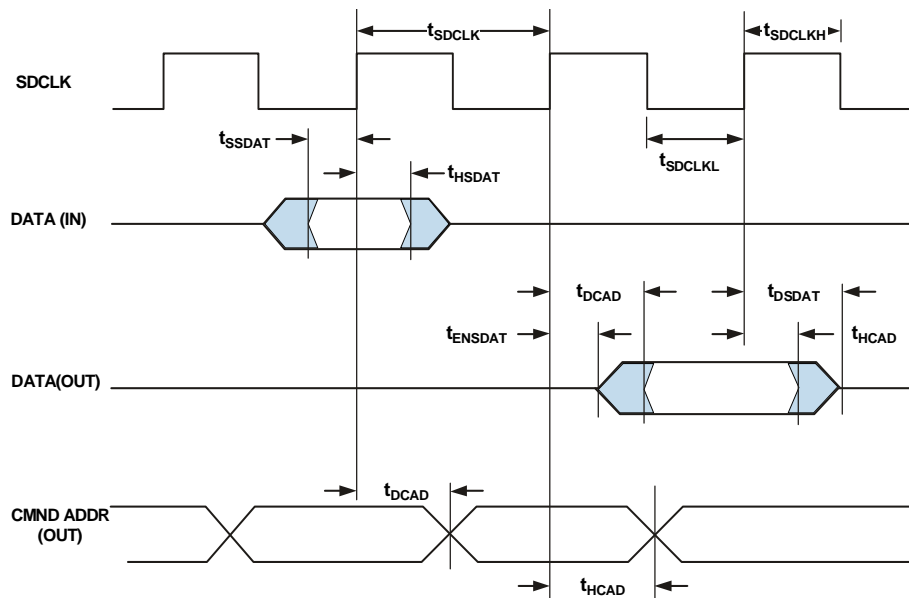 tSDCLK
tSDCLKH
SDCLK
tSSDAT
tHSDAT
tSDCLKL
DATA (IN)
tDCAD
tDSDAT
tENSDAT
tHCAD
DATA(OUT)
tDCAD
CMND ADDR
(OUT)
tHCAD